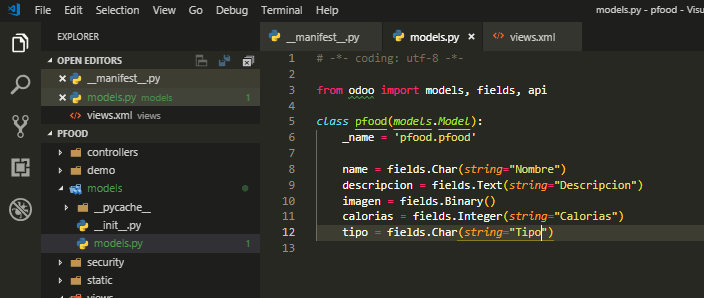 File Edit Selection View Go Debug Terminal Help models.py - pfood - Visu
EXPLORER
OPEN EDITORS
__manifest__.py
models.py models 1
views.xml views
PFOOD
controllers
demo
models
__pycache__
__init__.py
models.py 1
security
static
views
__manifest__.py models.py views.xml
1 # -*- coding: utf-8 -*-
2
3 from odoo import models, fields, api
4
5 class pfood(models.Model):
6 _name = 'pfood.pfood'
7
8 name = fields.Char(string="Nombre")
9 descripcion = fields.Text(string="Descripcion")
10 imagen = fields.Binary()
11 calorias = fields.Integer(string="Calorias")
12 tipo = fields.Char(string="Tipo")
13